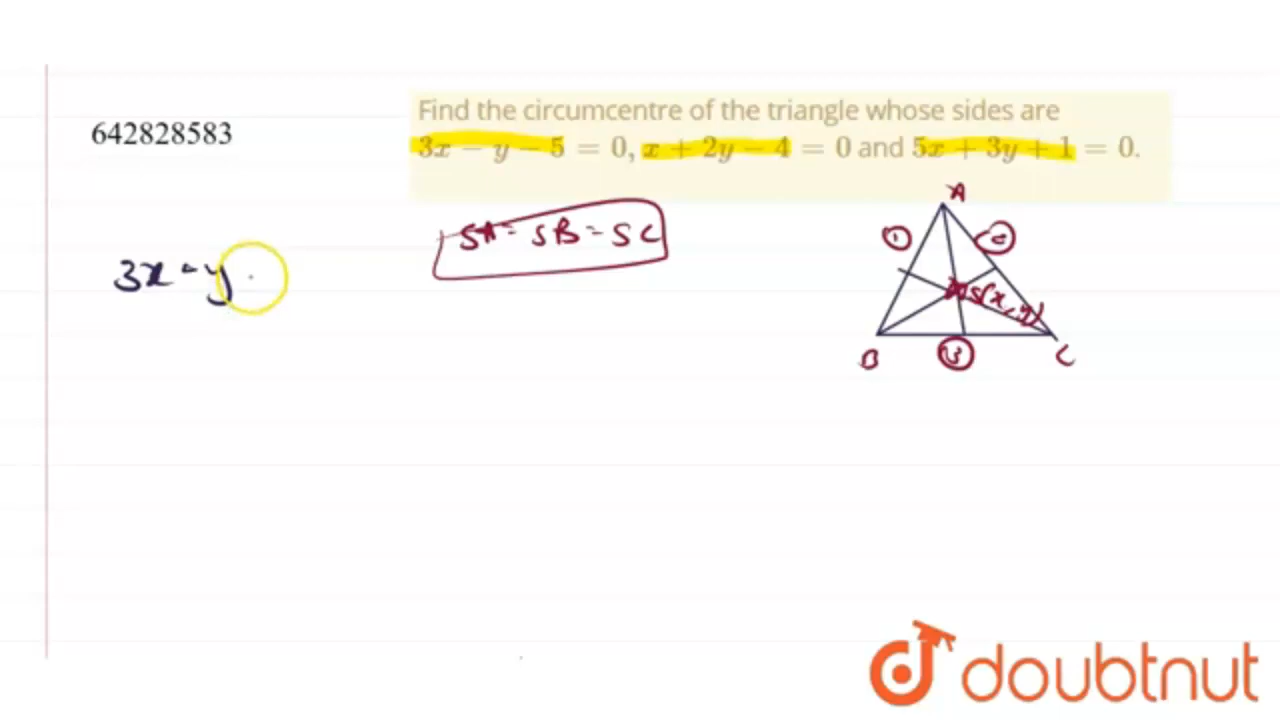 642828583
Find the circumcentre of the triangle whose sides are
3x − y − 5 = 0, x + 2y − 4 = 0 and 5x + 3y + 1 = 0.
SA = SB = SC
3x - y
A
①
②
S(x, y)
B
③
C
doubtnut